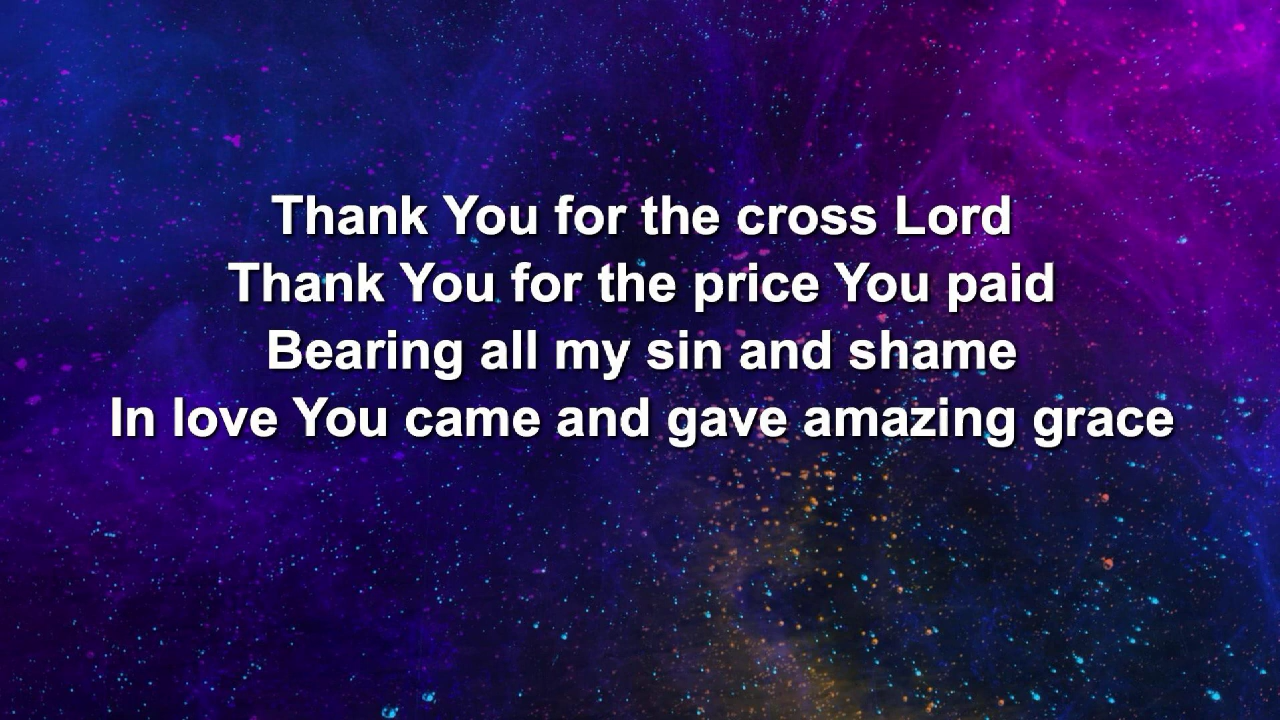 Thank You for the cross Lord
Thank You for the price You paid
Bearing all my sin and shame
In love You came and gave amazing grace